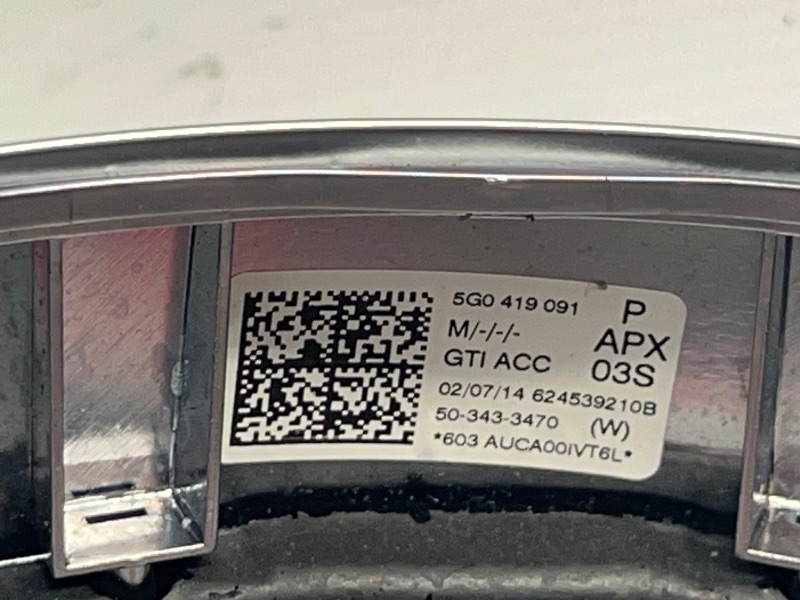 5G0 419 091 P
M/-/-/- APX
GTI ACC 03S
02/07/14 624539210B
50-343-3470 (W)
*603 AUCA00IVT6L*